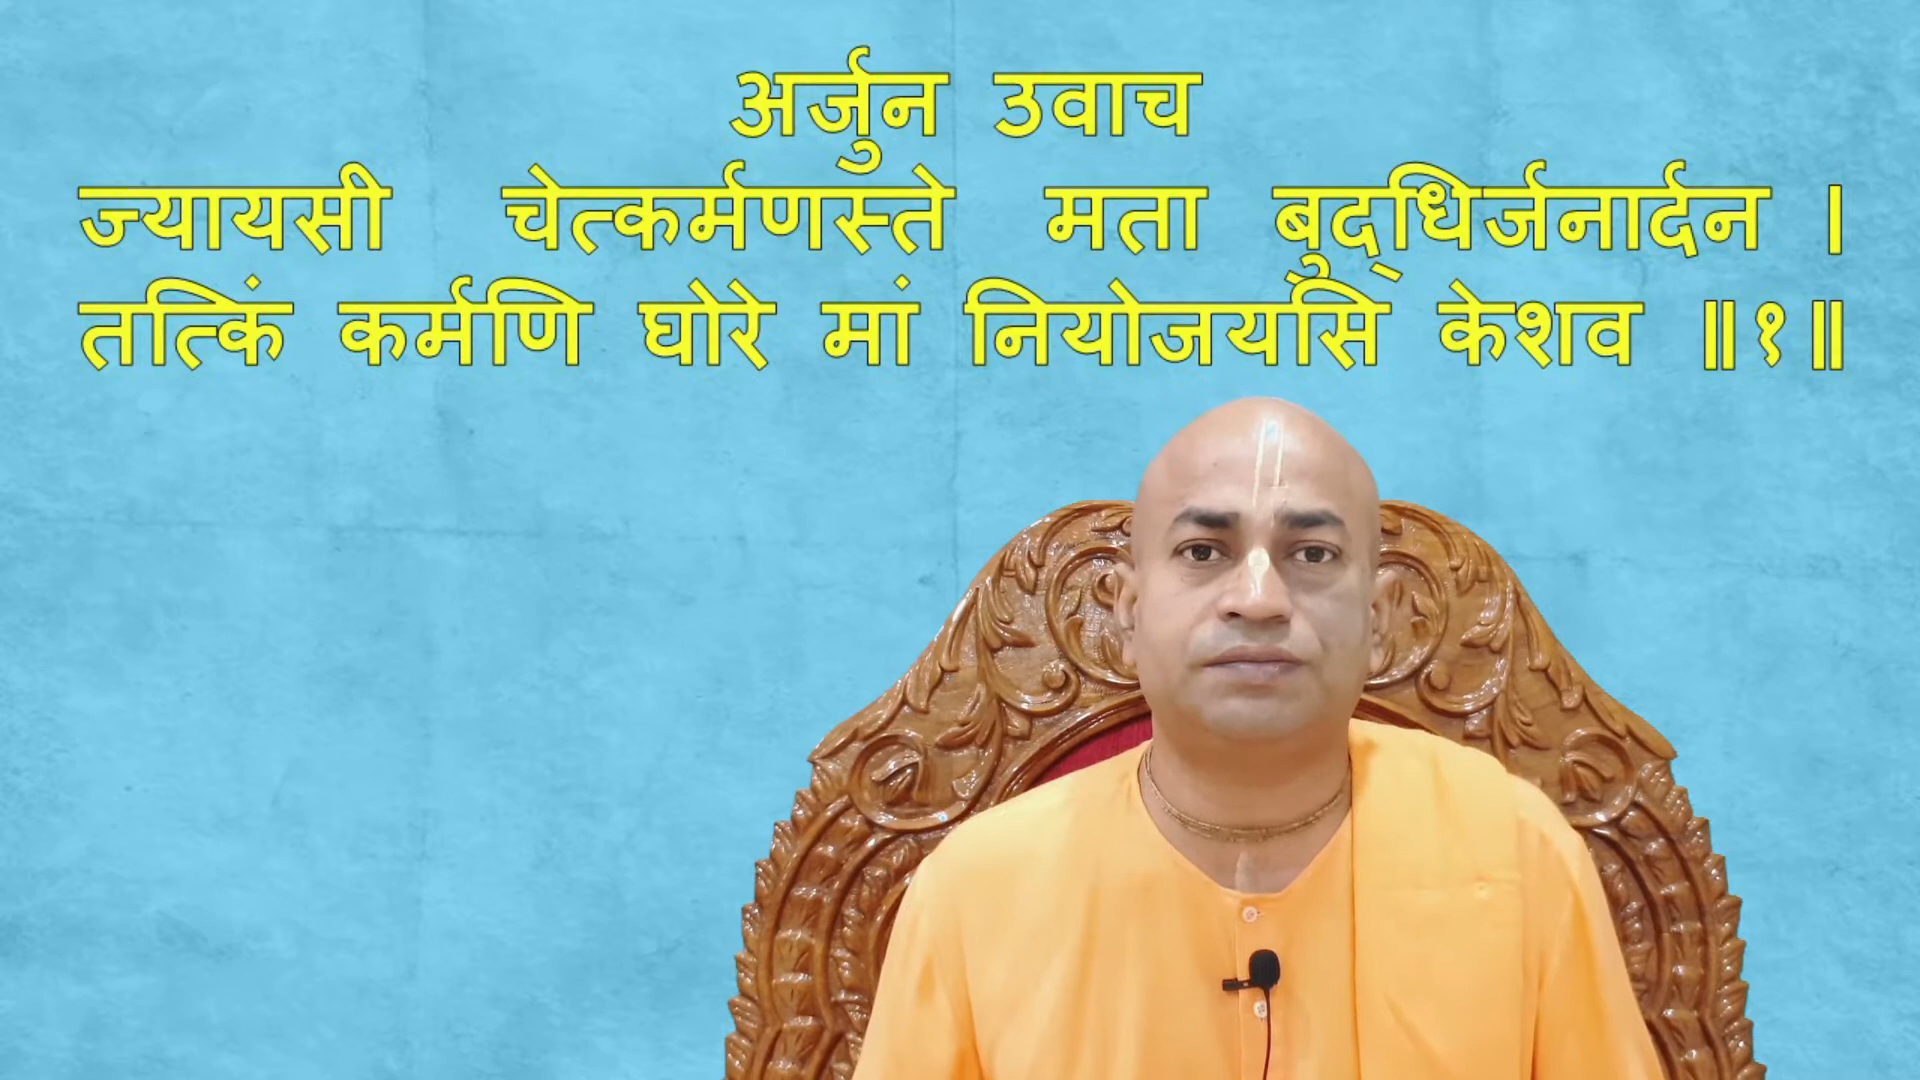 अर्जुन उवाच
ज्यायसी चेत्कर्मणस्ते मता बुद्‌धिर्जनार्दन ।
तत्किं कर्मणि घोरे मां नियोजयसि केशव ॥१॥